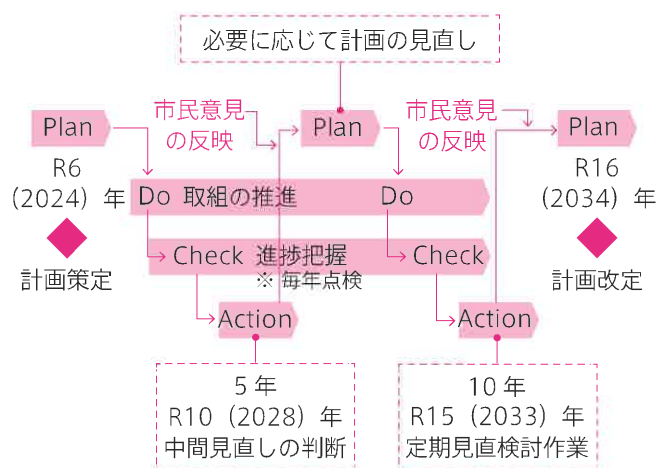 必要に応じて計画の見直し
Plan
市民意見
の反映
Plan
市民意見
の反映
Plan
R6
(2024) 年
計画策定
R16
(2034) 年
計画改定
Do 取組の推進
Do
Check 進捗把握
※ 毎年点検
Check
Action
Action
5 年
R10 (2028) 年
中間見直しの判断
10 年
R15 (2033) 年
定期見直検討作業